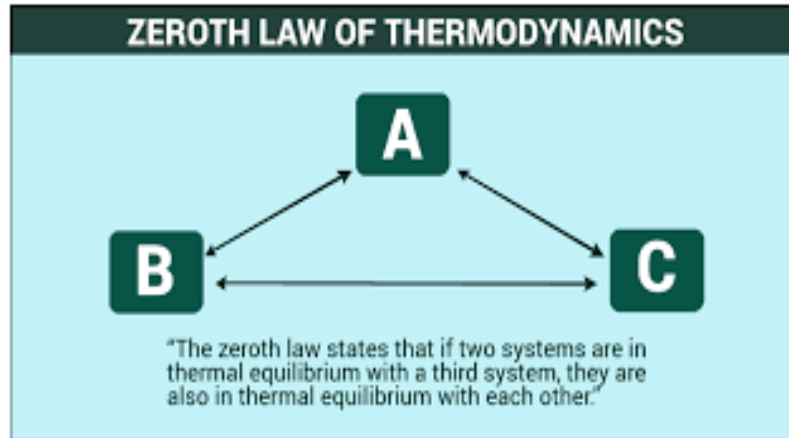 ZEROTH LAW OF THERMODYNAMICS
A
B
C
"The zeroth law states that if two systems are in
thermal equilibrium with a third system, they are
also in thermal equilibrium with each other."